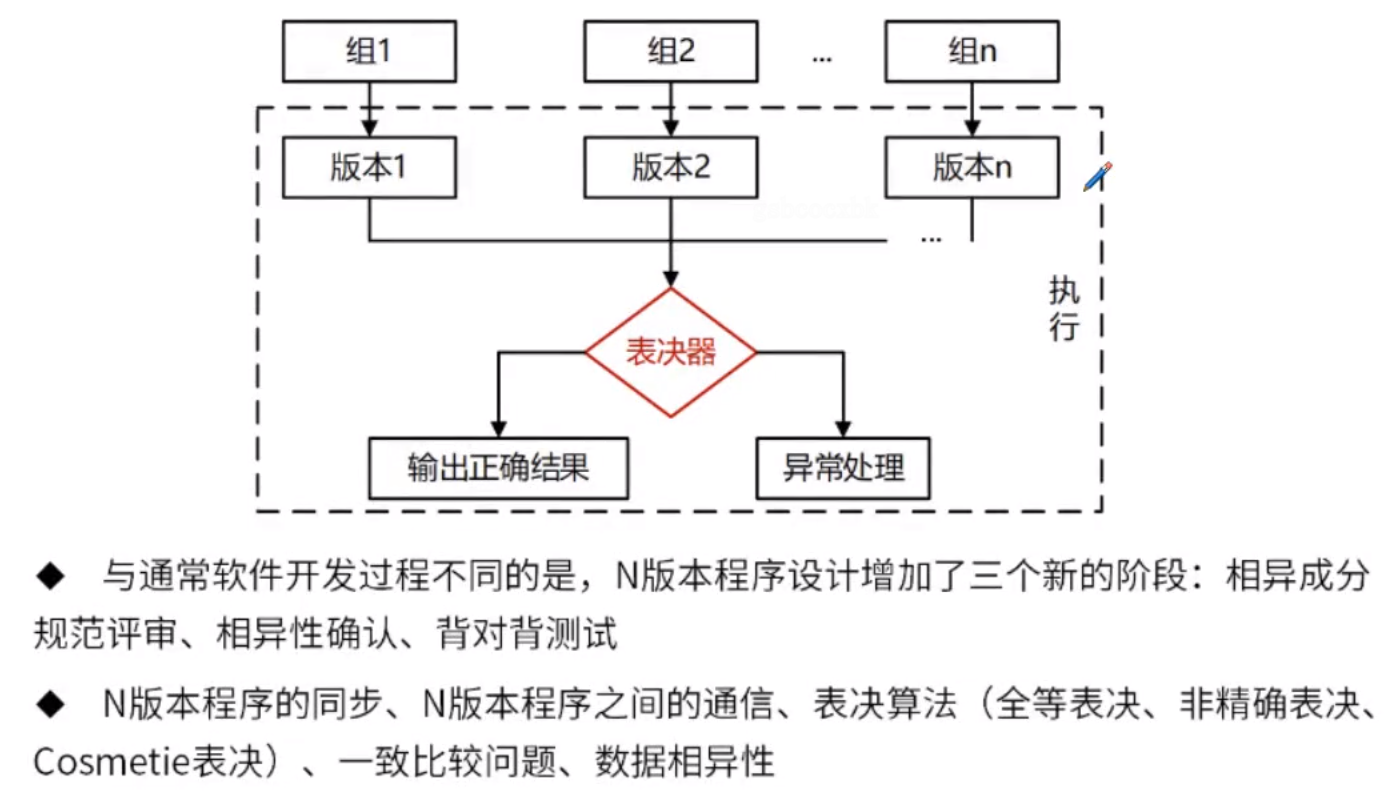 组1 组2 ... 组n
版本1 版本2 版本n
...
执行
表决器
输出正确结果 异常处理
◆ 与通常软件开发过程不同的是，N版本程序设计增加了三个新的阶段：相异成分
规范评审、相异性确认、背对背测试
◆ N版本程序的同步、N版本程序之间的通信、表决算法（全等表决、非精确表决、
Cosmetie表决）、一致比较问题、数据相异性